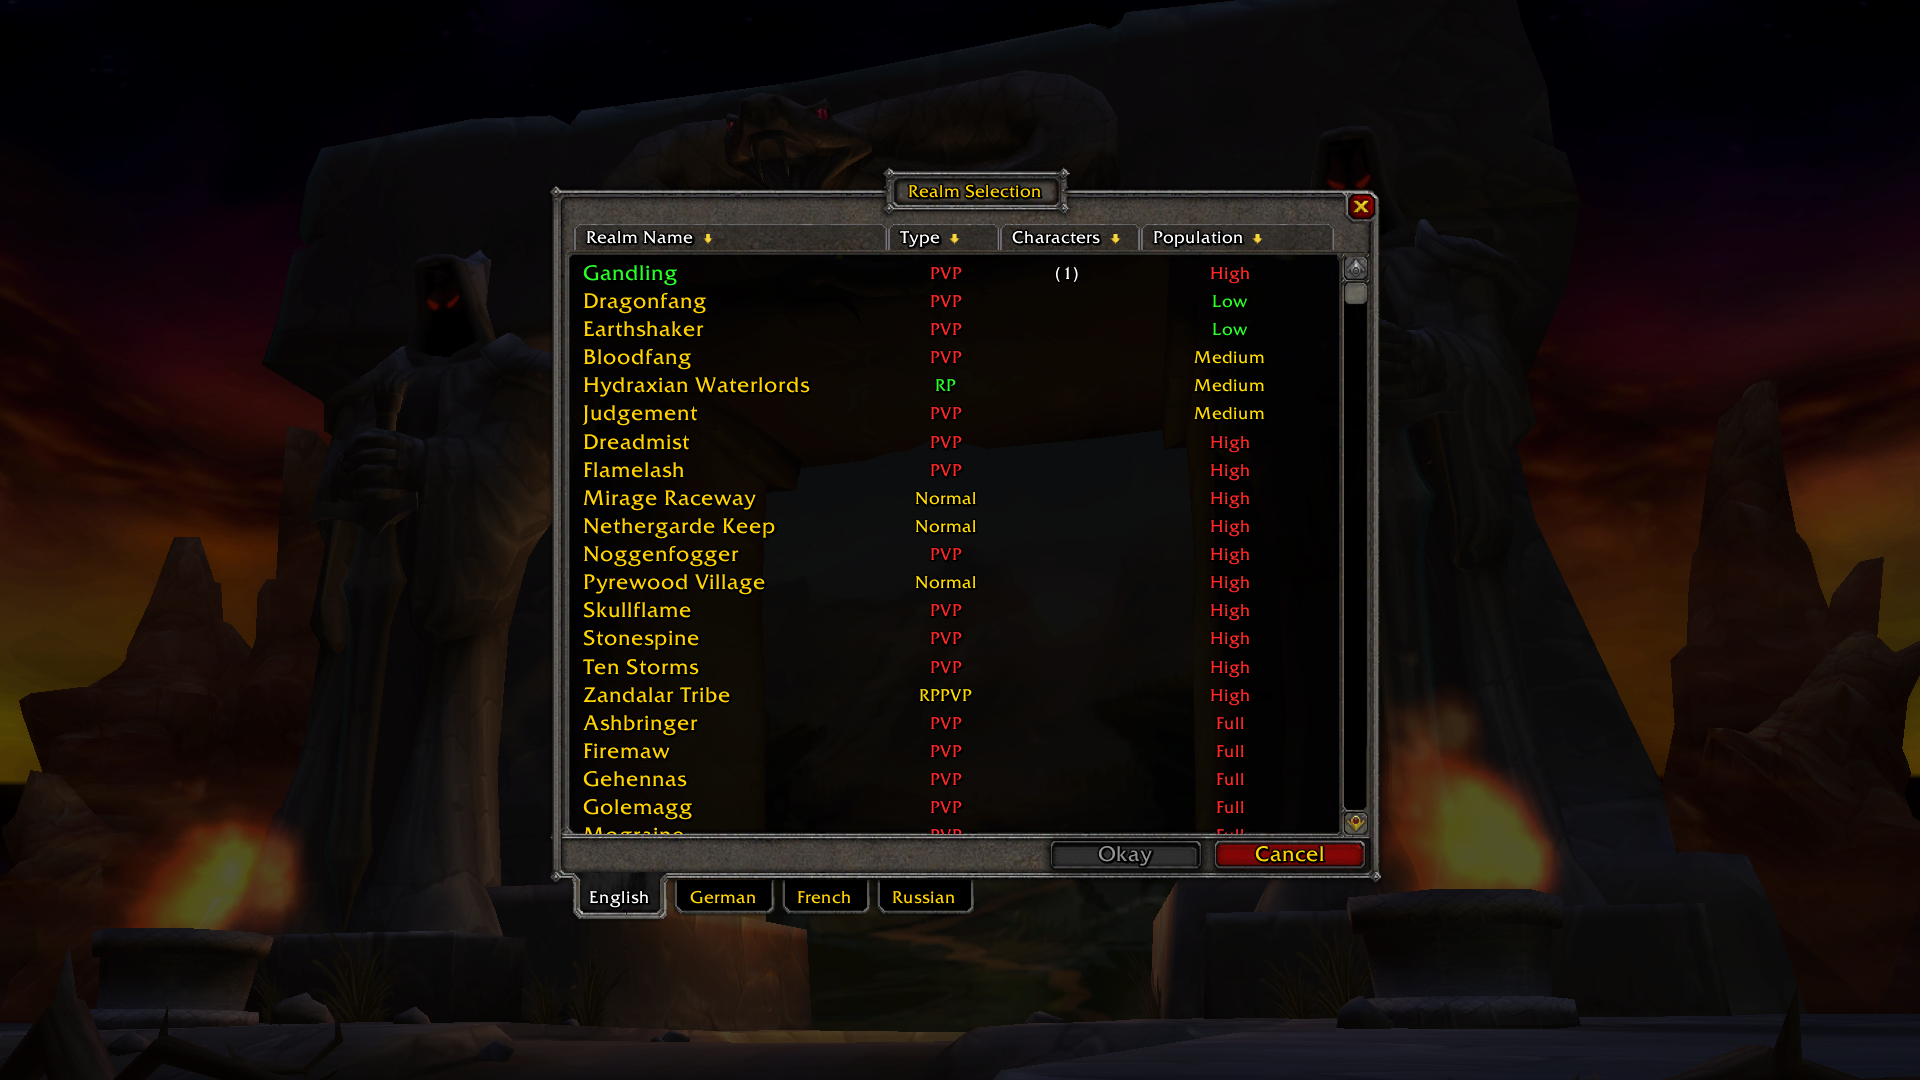 Realm Selection
Realm Name Type Characters Population
Gandling PVP (1) High
Dragonfang PVP Low
Earthshaker PVP Low
Bloodfang PVP Medium
Hydraxian Waterlords RP Medium
Judgement PVP Medium
Dreadmist PVP High
Flamelash PVP High
Mirage Raceway Normal High
Nethergarde Keep Normal High
Noggenfogger PVP High
Pyrewood Village Normal High
Skullflame PVP High
Stonespine PVP High
Ten Storms PVP High
Zandalar Tribe RPPVP High
Ashbringer PVP Full
Firemaw PVP Full
Gehennas PVP Full
Golemagg PVP Full
Mograine PVP Full
Okay Cancel
English German French Russian